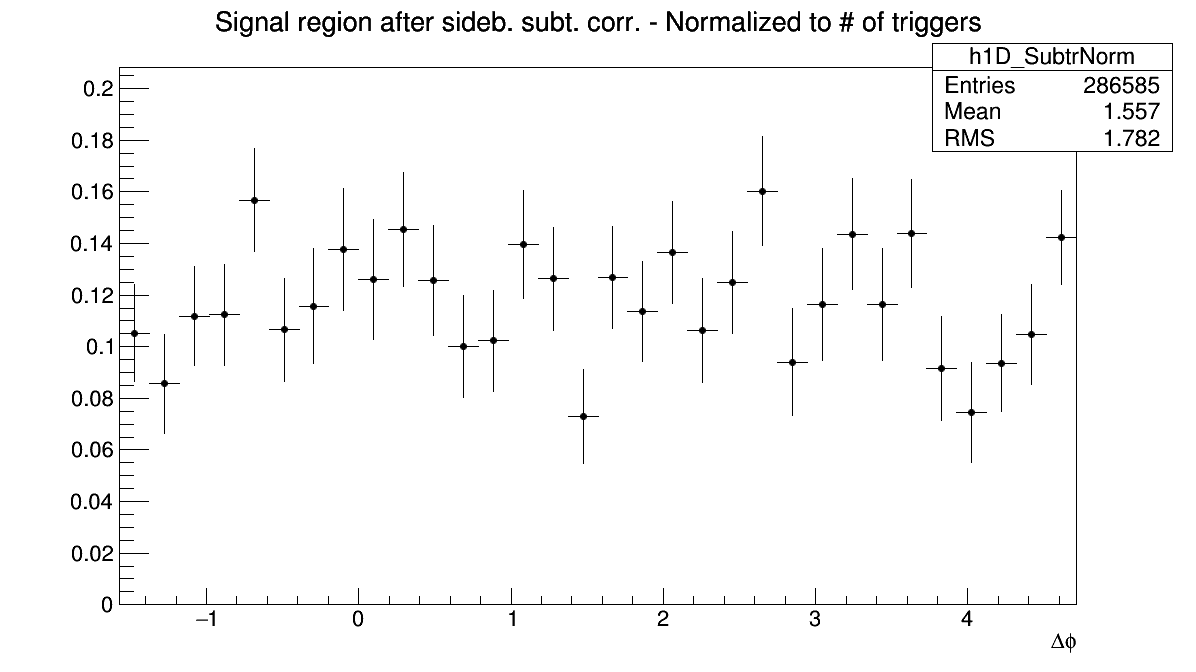 Signal region after sideb. subt. corr. - Normalized to # of triggers
h1D_SubtrNorm
Entries 286585
Mean 1.557
RMS 1.782
0.2
0.18
0.16
0.14
0.12
0.1
0.08
0.06
0.04
0.02
0
−1 0 1 2 3 4
Δϕ